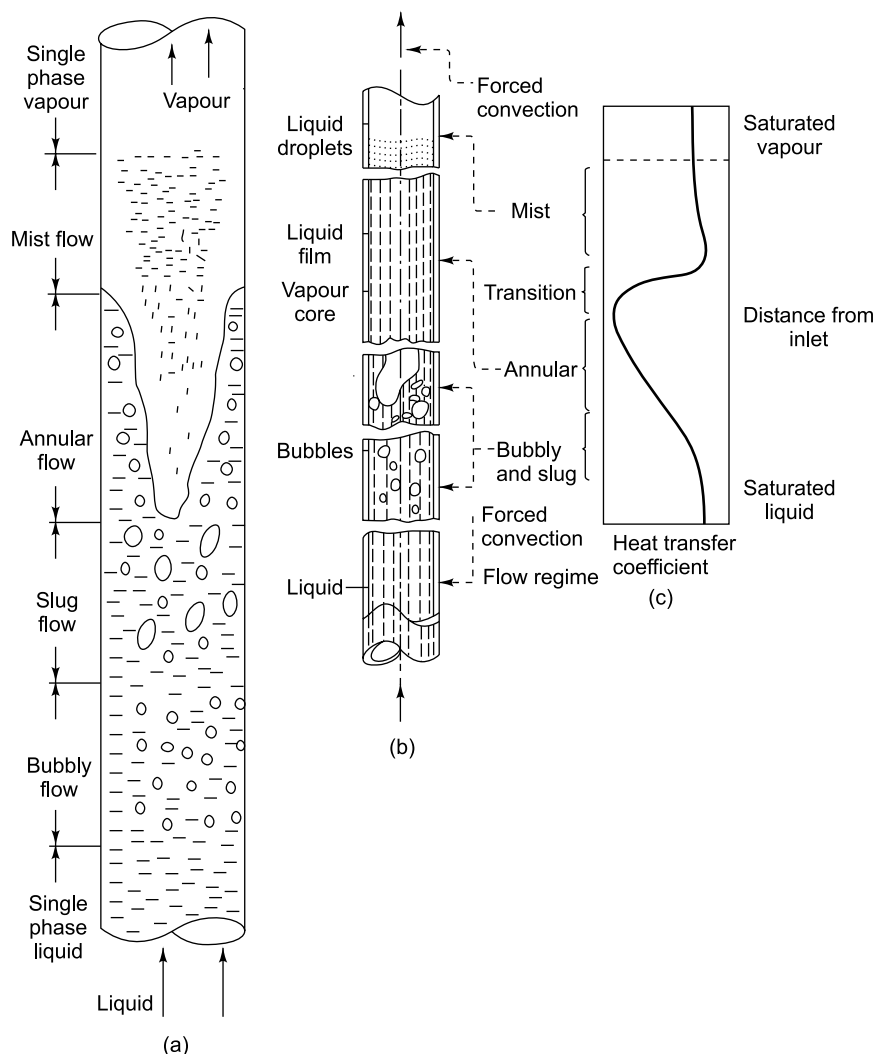 Single
phase
vapour
Vapour
Mist flow
Annular
flow
Slug
flow
Bubbly
flow
Single
phase
liquid
Liquid
(a)
Forced
convection
Liquid
droplets
Liquid
film
Vapour
core
Bubbles
Liquid
(b)
Mist
Transition
Annular
Bubbly
and slug
Forced
convection
Flow regime
Saturated
vapour
Distance from
inlet
Saturated
liquid
Heat transfer
coefficient
(c)